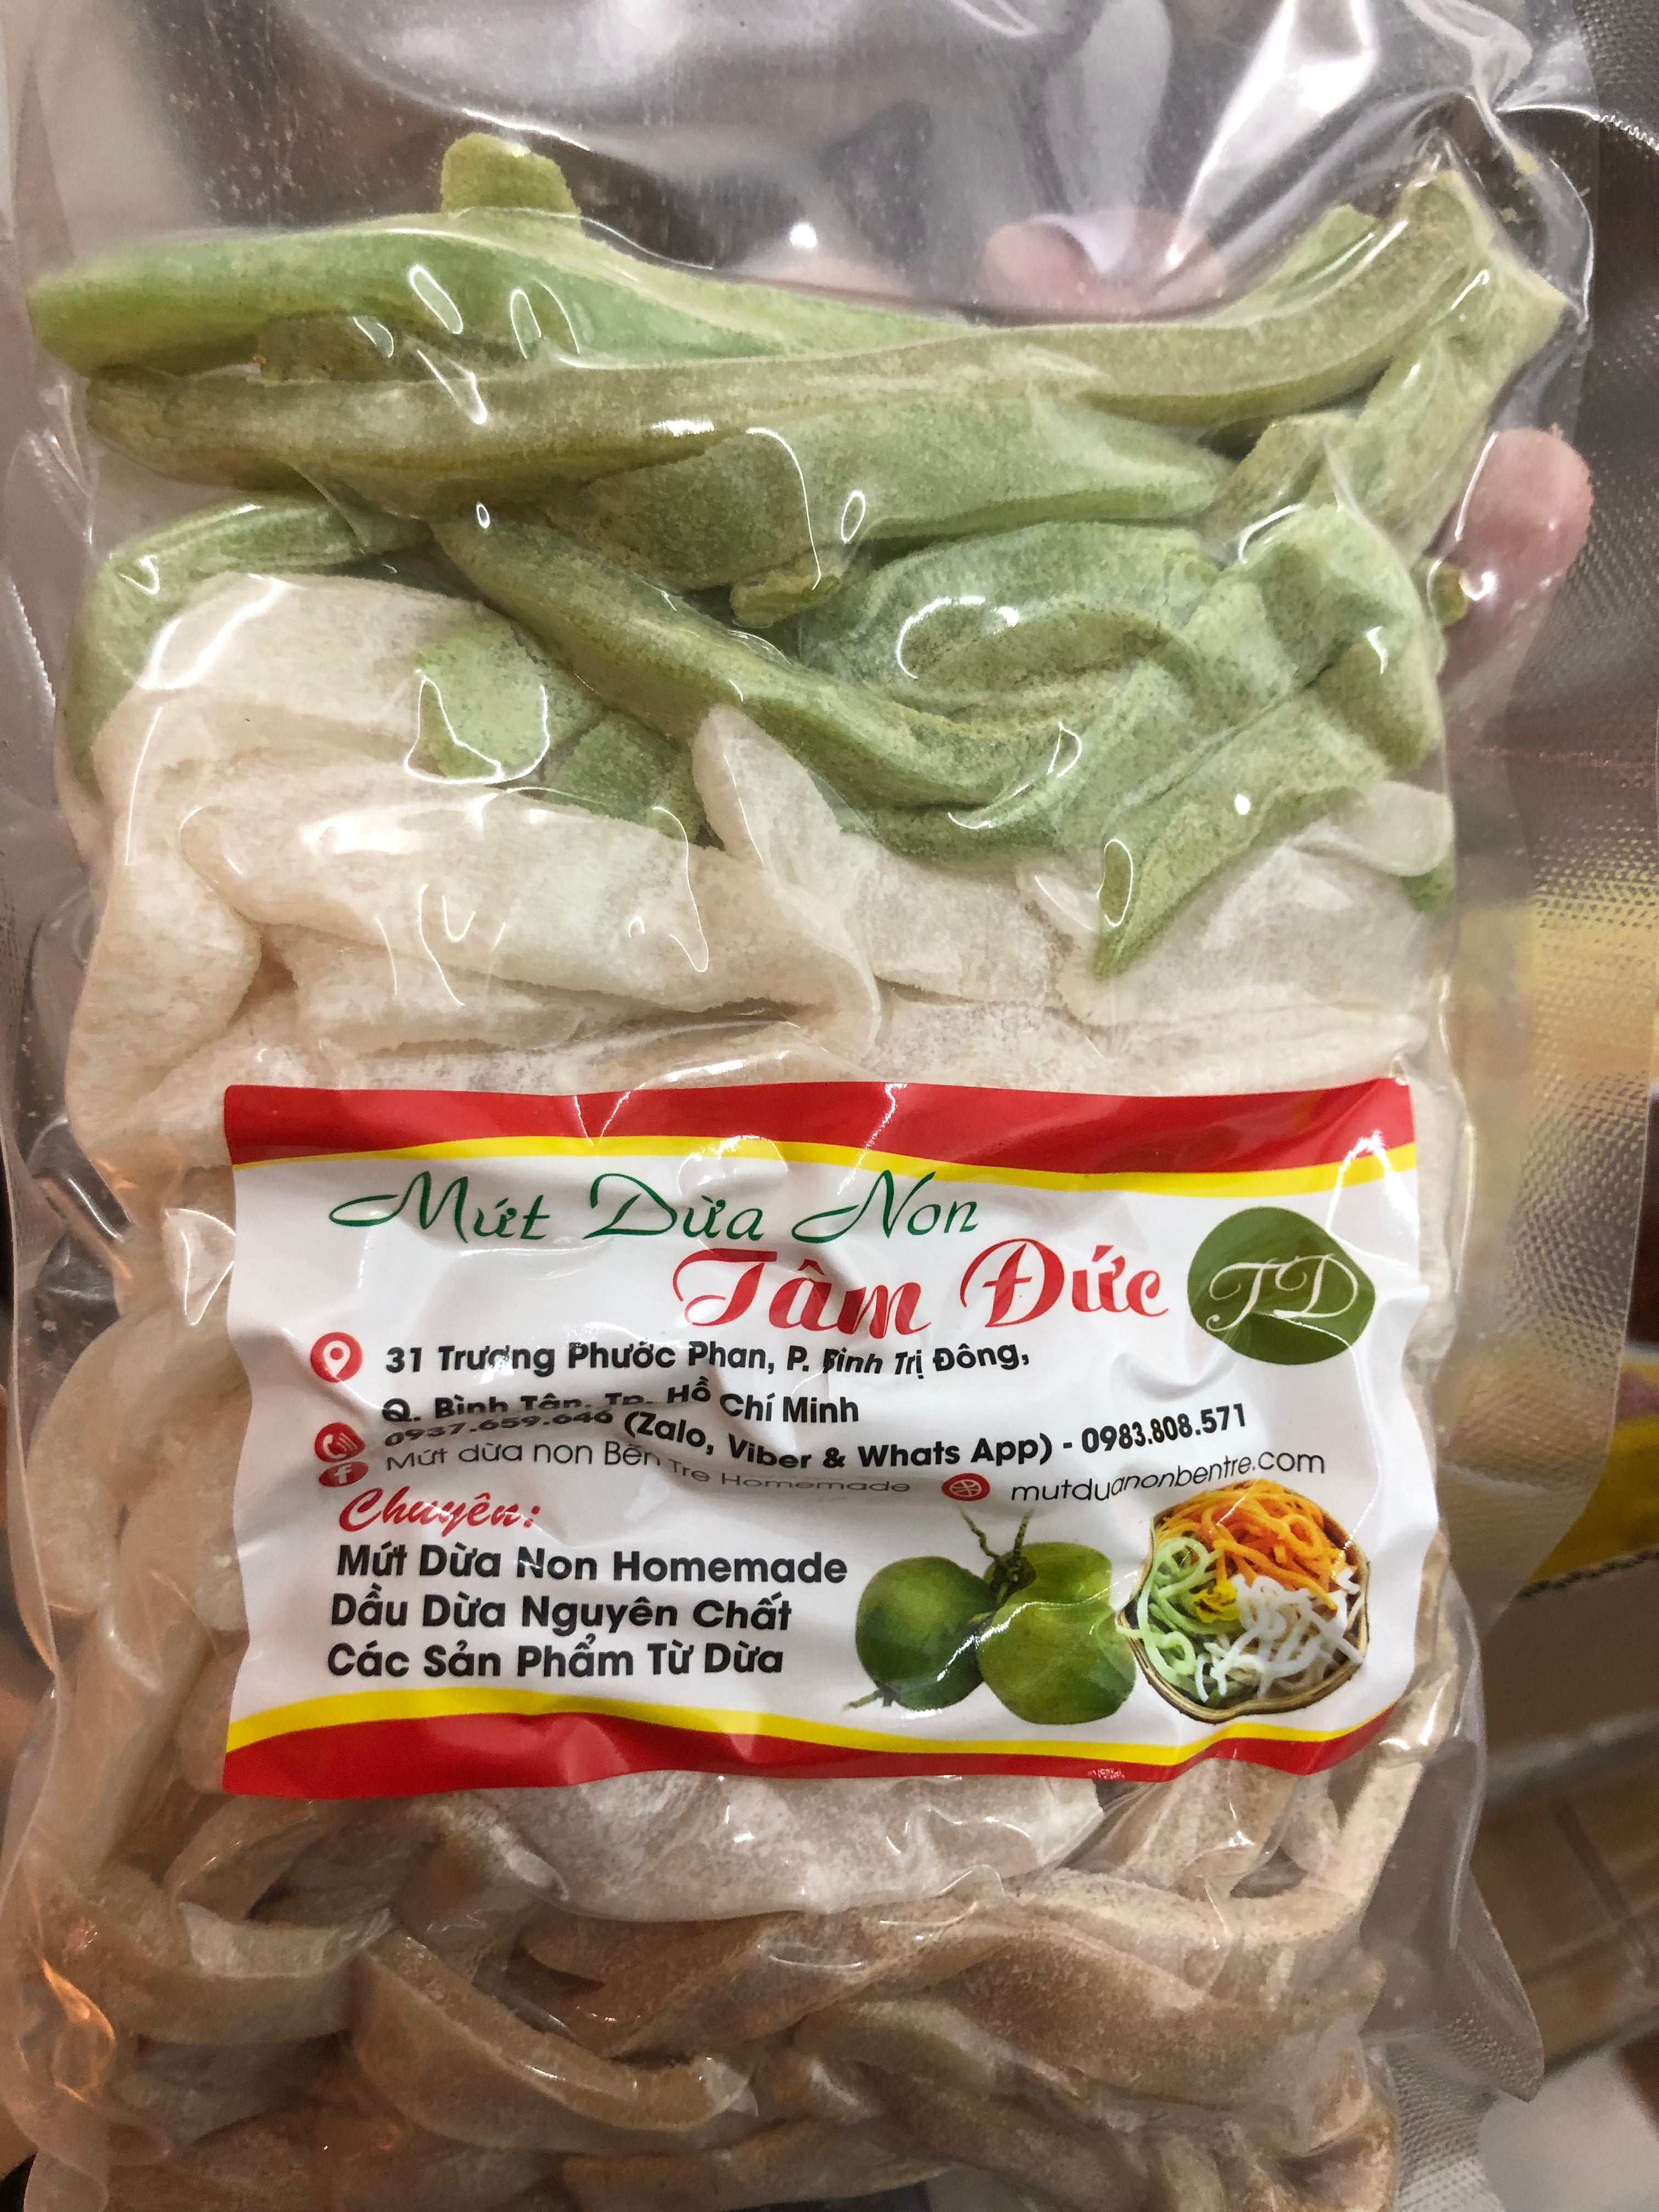 Mứt Dừa Non
Tâm Đức
TD
31 Trương Phước Phan, P. Bình Trị Đông,
Q. Bình Tân, Tp. Hồ Chí Minh
0937.659.646 (Zalo, Viber & Whats App) - 0983.808.571
Mứt dừa non Bến Tre Homemade
mutduanonbentre.com
Chuyên:
Mứt Dừa Non Homemade
Dầu Dừa Nguyên Chất
Các Sản Phẩm Từ Dừa